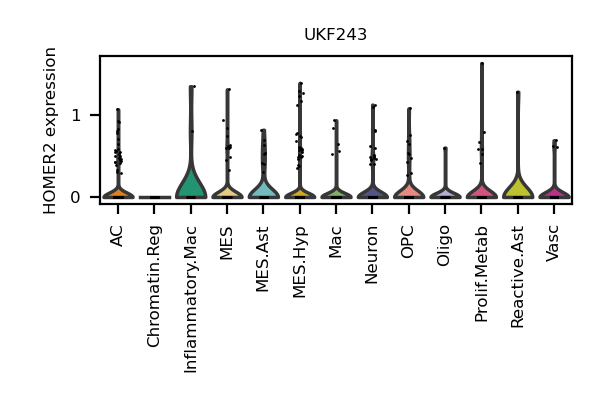 UKF243
HOMER2 expression
1
0
AC
Chromatin.Reg
Inflammatory.Mac
MES
MES.Ast
MES.Hyp
Mac
Neuron
OPC
Oligo
Prolif.Metab
Reactive.Ast
Vasc